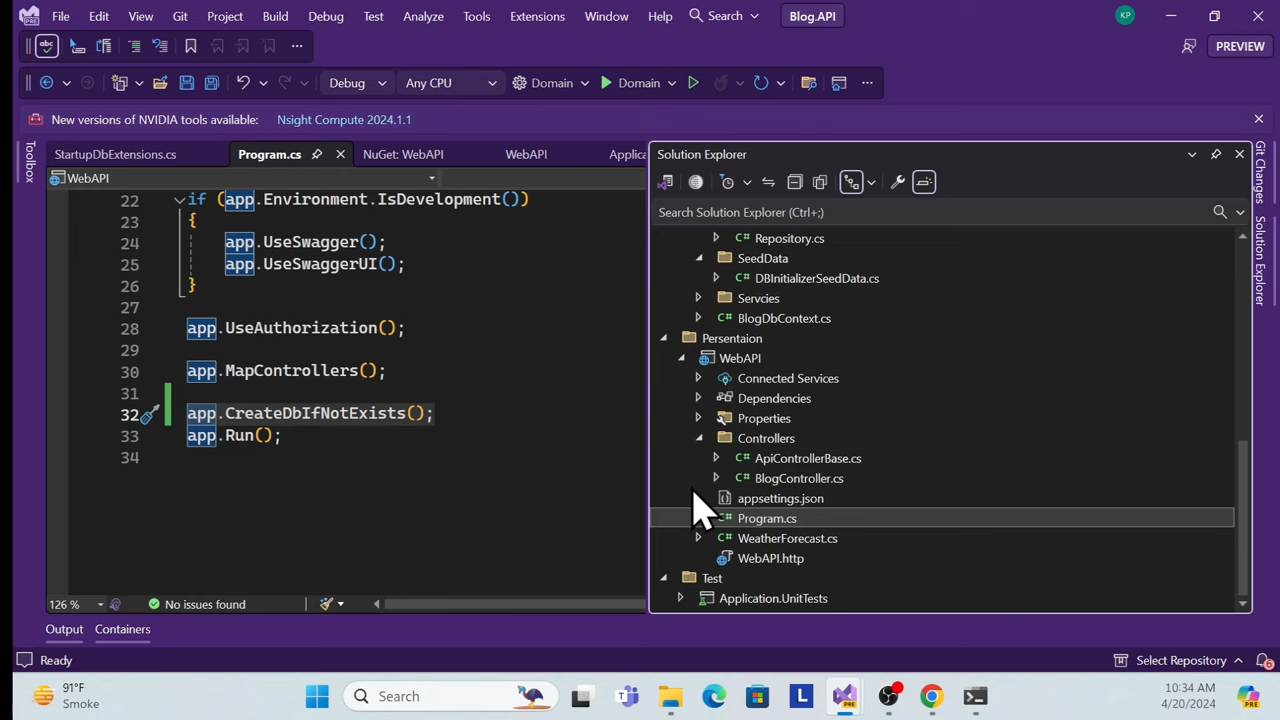 File Edit View Git Project Build Debug Test Analyze Tools Extensions Window Help Search Blog.API KP
abc PREVIEW
Debug Any CPU Domain Domain
New versions of NVIDIA tools available: Nsight Compute 2024.1.1
Toolbox
StartupDbExtensions.cs Program.cs NuGet: WebAPI WebAPI Applica
WebAPI
22 if (app.Environment.IsDevelopment())
23 {
24 app.UseSwagger();
25 app.UseSwaggerUI();
26 }
27
28 app.UseAuthorization();
29
30 app.MapControllers();
31
32 app.CreateDbIfNotExists();
33 app.Run();
34
126 % No issues found
Solution Explorer
Search Solution Explorer (Ctrl+;)
C# Repository.cs
SeedData
C# DBInitializerSeedData.cs
Servcies
C# BlogDbContext.cs
Persentaion
WebAPI
Connected Services
Dependencies
Properties
Controllers
C# ApiControllerBase.cs
C# BlogController.cs
appsettings.json
C# Program.cs
C# WeatherForecast.cs
WebAPI.http
Test
Application.UnitTests
Git Changes
Solution Explorer
Output Containers
Ready Select Repository 6
91°F
Smoke
Search
L
PRE
10:34 AM
4/20/2024
PRE